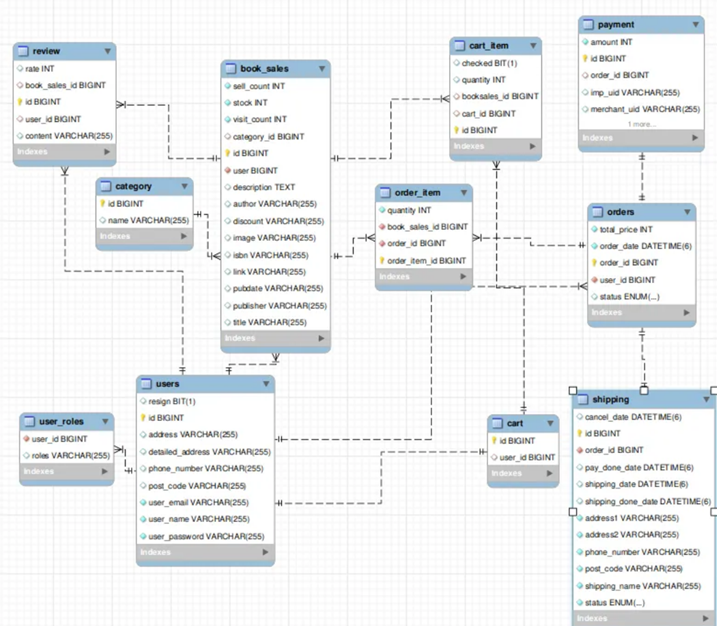 review
rate INT
book_sales_id BIGINT
id BIGINT
user_id BIGINT
content VARCHAR(255)
Indexes
category
id BIGINT
name VARCHAR(255)
Indexes
book_sales
sell_count INT
stock INT
visit_count INT
category_id BIGINT
id BIGINT
user BIGINT
description TEXT
author VARCHAR(255)
discount VARCHAR(255)
image VARCHAR(255)
isbn VARCHAR(255)
link VARCHAR(255)
pubdate VARCHAR(255)
publisher VARCHAR(255)
title VARCHAR(255)
Indexes
cart_item
checked BIT(1)
quantity INT
booksales_id BIGINT
cart_id BIGINT
id BIGINT
Indexes
payment
amount INT
id BIGINT
order_id BIGINT
imp_uid VARCHAR(255)
merchant_uid VARCHAR(255)
1 more...
Indexes
order_item
quantity INT
book_sales_id BIGINT
order_id BIGINT
order_item_id BIGINT
Indexes
orders
total_price INT
order_date DATETIME(6)
order_id BIGINT
user_id BIGINT
status ENUM(...)
Indexes
users
resign BIT(1)
id BIGINT
address VARCHAR(255)
detailed_address VARCHAR(255)
phone_number VARCHAR(255)
post_code VARCHAR(255)
user_email VARCHAR(255)
user_name VARCHAR(255)
user_password VARCHAR(255)
Indexes
user_roles
user_id BIGINT
roles VARCHAR(255)
Indexes
cart
id BIGINT
user_id BIGINT
Indexes
shipping
cancel_date DATETIME(6)
id BIGINT
order_id BIGINT
pay_done_date DATETIME(6)
shipping_date DATETIME(6)
shipping_done_date DATETIME(6)
address1 VARCHAR(255)
address2 VARCHAR(255)
phone_number VARCHAR(255)
post_code VARCHAR(255)
shipping_name VARCHAR(255)
status ENUM(...)
Indexes